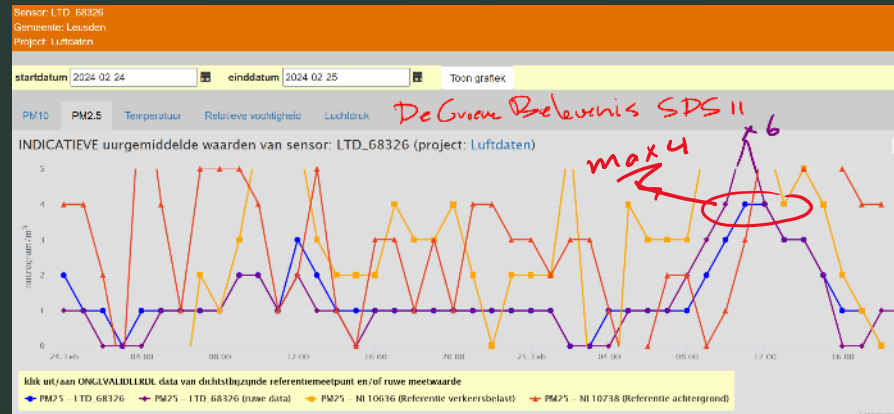 Sensor: LTD_68326
Gemeente: Leusden
Project: Luftdaten
startdatum 2024-02-24 einddatum 2024-02-25 Toon grafiek
PM10 PM2.5 Temperatuur Relatieve vochtigheid Luchtdruk De Groene Belevenis SDS 11
INDICATIEVE uurgemiddelde waarden van sensor: LTD_68326 (project: Luftdaten)
x 6
max 4
microgram/m³
5
4
3
2
1
0
24. Feb 04:00 08:00 12:00 16:00 20:00 25. Feb 04:00 08:00 12:00 16:00
klik uit/aan ONGEVALIDEERDE data van dichtstbijzijnde referentiemeetpunt en/of ruwe meetwaarde
PM25 - LTD_68326 PM25 - LTD_68326 (ruwe data) PM25 - NL10636 (Referentie verkeersbelast) PM25 - NL10738 (Referentie achtergrond)